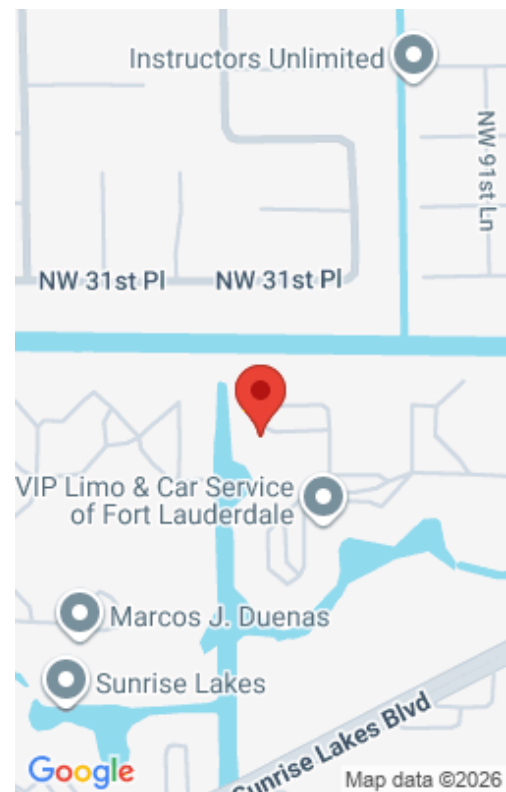 Instructors Unlimited
NW 91st Ln
NW 31st Pl
NW 31st Pl
VIP Limo & Car Service
of Fort Lauderdale
Marcos J. Duenas
Sunrise Lakes
Sunrise Lakes Blvd
Google
Map data ©2026